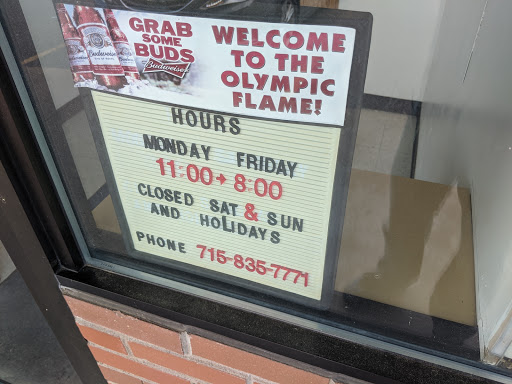 GRAB
SOME
BUDS
Budweiser
Budweiser
WELCOME
TO THE
OLYMPIC
FLAME!
HOURS
MONDAY FRIDAY
11:00→8:00
CLOSED SAT & SUN
AND HOLIDAYS
PHONE 715-835-7771